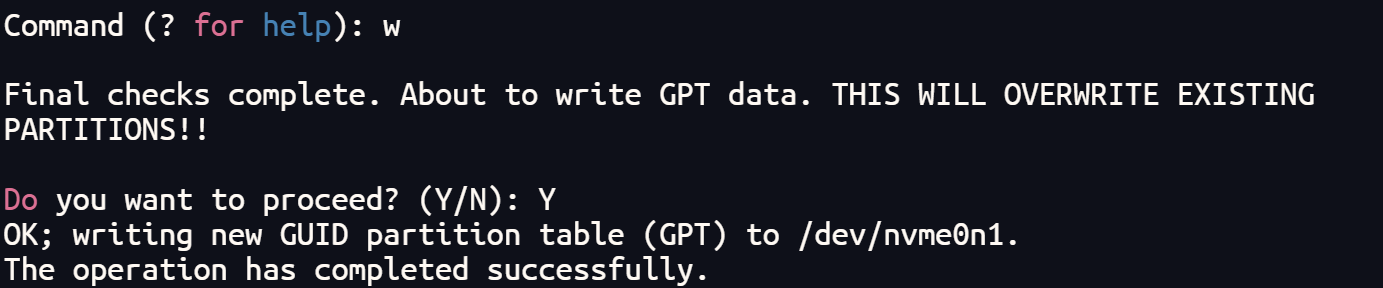 Command (? for help): w
Final checks complete. About to write GPT data. THIS WILL OVERWRITE EXISTING
PARTITIONS!!
Do you want to proceed? (Y/N): Y
OK; writing new GUID partition table (GPT) to /dev/nvme0n1.
The operation has completed successfully.